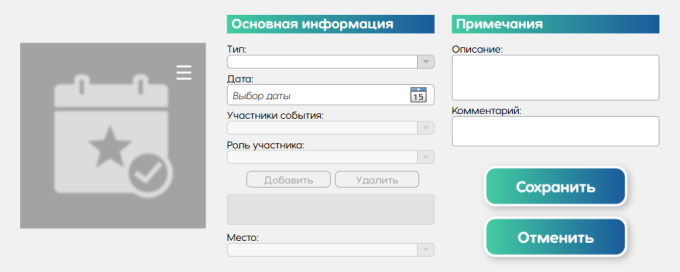 Основная информация
Тип:
Дата:
Выбор даты
15
Участники события:
Роль участника:
Добавить
Удалить
Место:
Примечания
Описание:
Комментарий:
Сохранить
Отменить